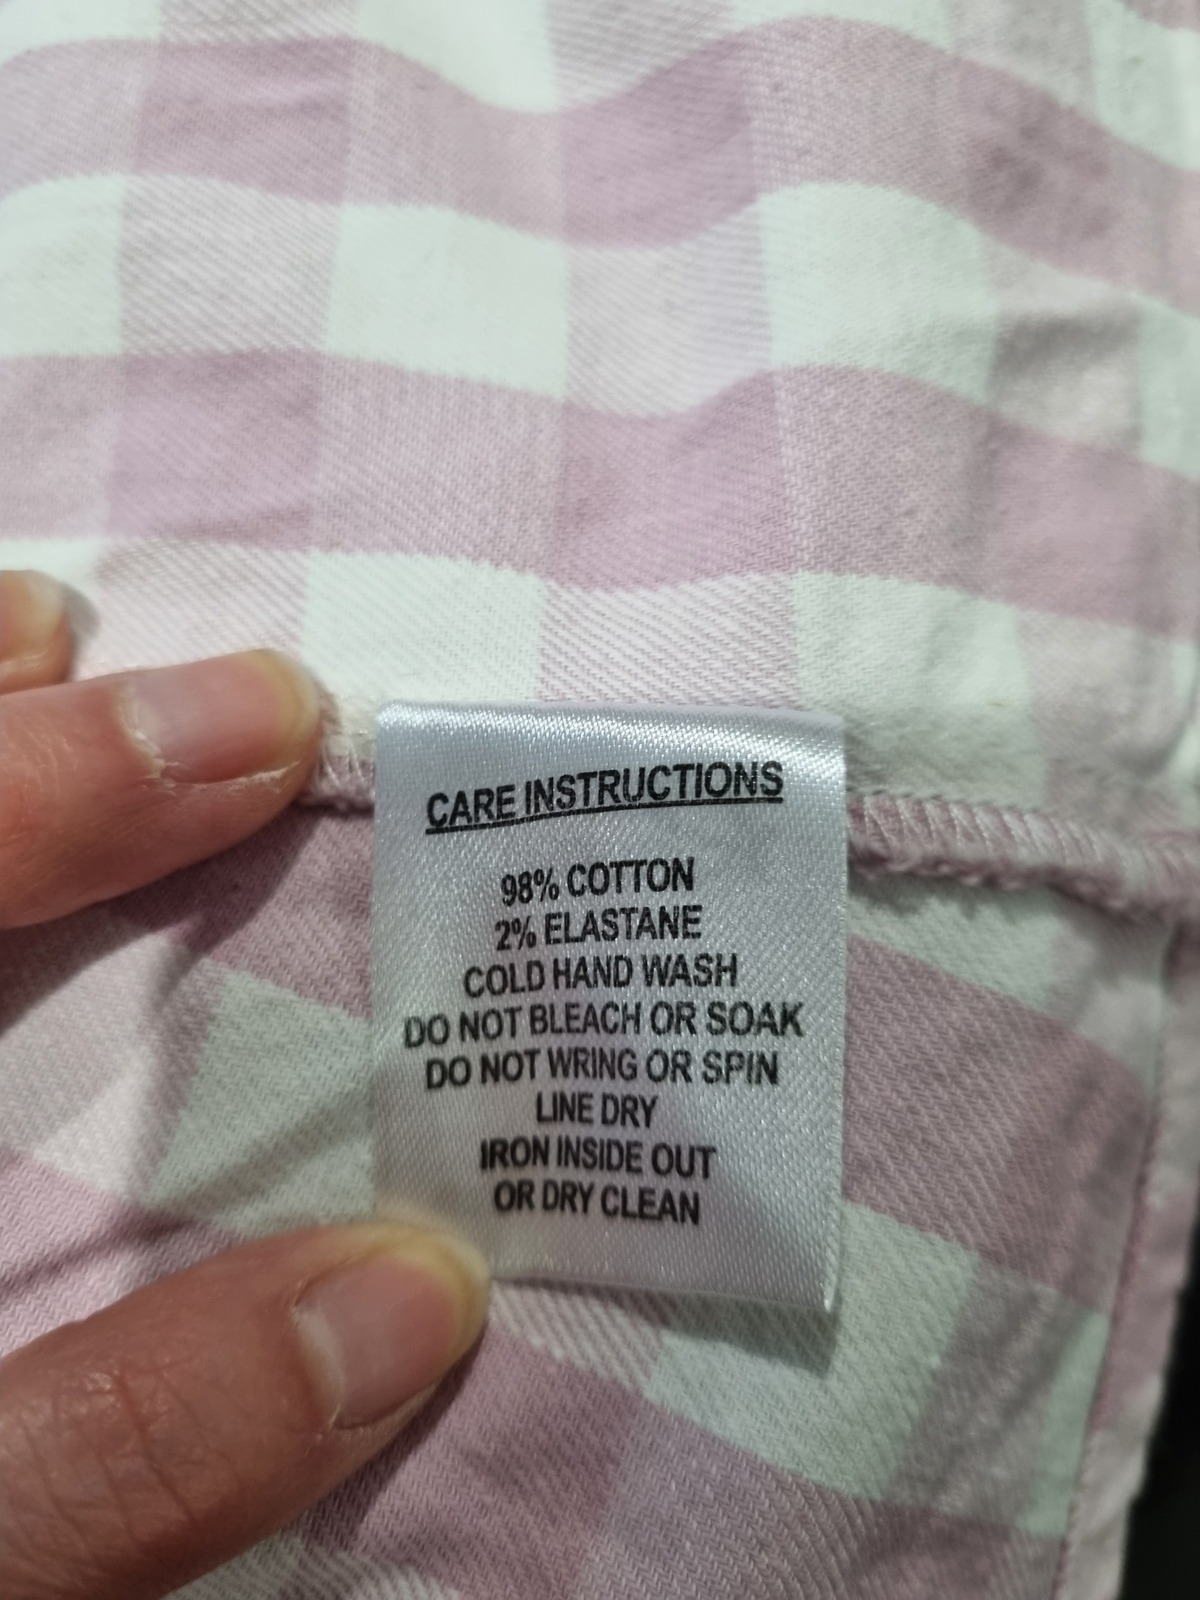 CARE INSTRUCTIONS
98% COTTON
2% ELASTANE
COLD HAND WASH
DO NOT BLEACH OR SOAK
DO NOT WRING OR SPIN
LINE DRY
IRON INSIDE OUT
OR DRY CLEAN